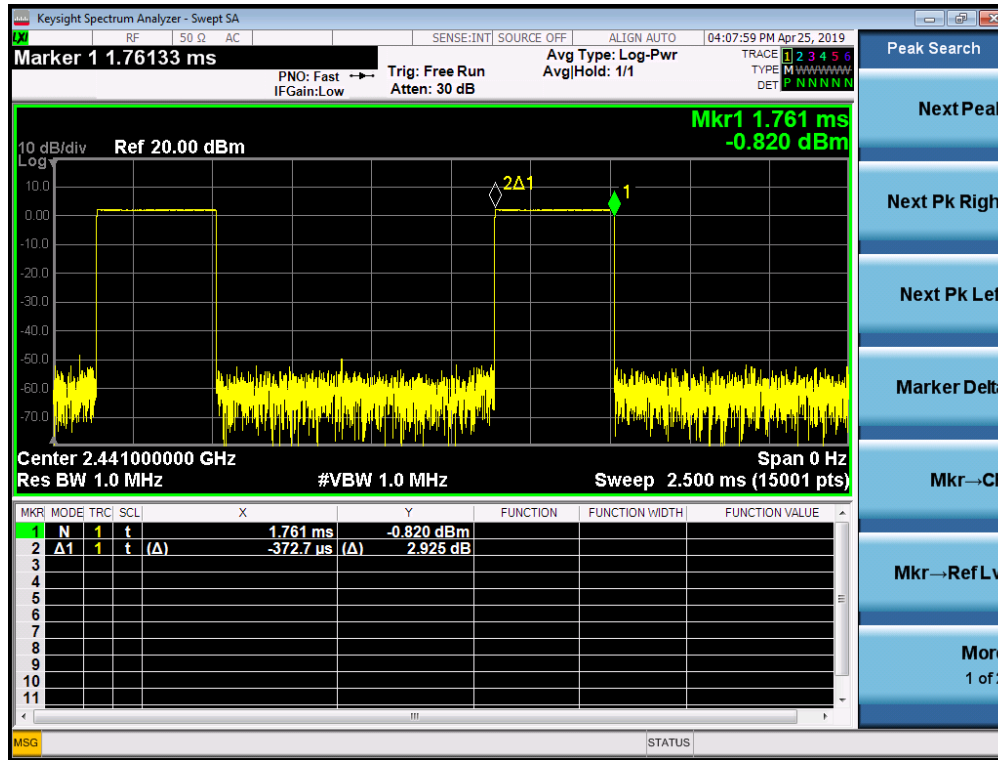 Keysight Spectrum Analyzer - Swept SA
LXI RF 50 Ω AC SENSE:INT SOURCE OFF ALIGN AUTO 04:07:59 PM Apr 25, 2019
Marker 1 1.76133 ms
PNO: Fast
IFGain:Low
Trig: Free Run
Atten: 30 dB
Avg Type: Log-Pwr
Avg|Hold: 1/1
TRACE 1 2 3 4 5 6
TYPE M WWWWW
DET P N N N N N
Peak Search
Mkr1 1.761 ms
-0.820 dBm
10 dB/div Ref 20.00 dBm
Log
10.0
0.00
-10.0
-20.0
-30.0
-40.0
-50.0
-60.0
-70.0
2Δ1
1
Center 2.441000000 GHz Span 0 Hz
Res BW 1.0 MHz #VBW 1.0 MHz Sweep 2.500 ms (15001 pts)
MKR MODE TRC SCL X Y FUNCTION FUNCTION WIDTH FUNCTION VALUE
1 N 1 t 1.761 ms -0.820 dBm
2 Δ1 1 t (Δ) -372.7 µs (Δ) 2.925 dB
3
4
5
6
7
8
9
10
11
MSG STATUS
Next Peak
Next Pk Righ
Next Pk Lef
Marker Delta
Mkr→C
Mkr→Ref Lv
More
1 of 2